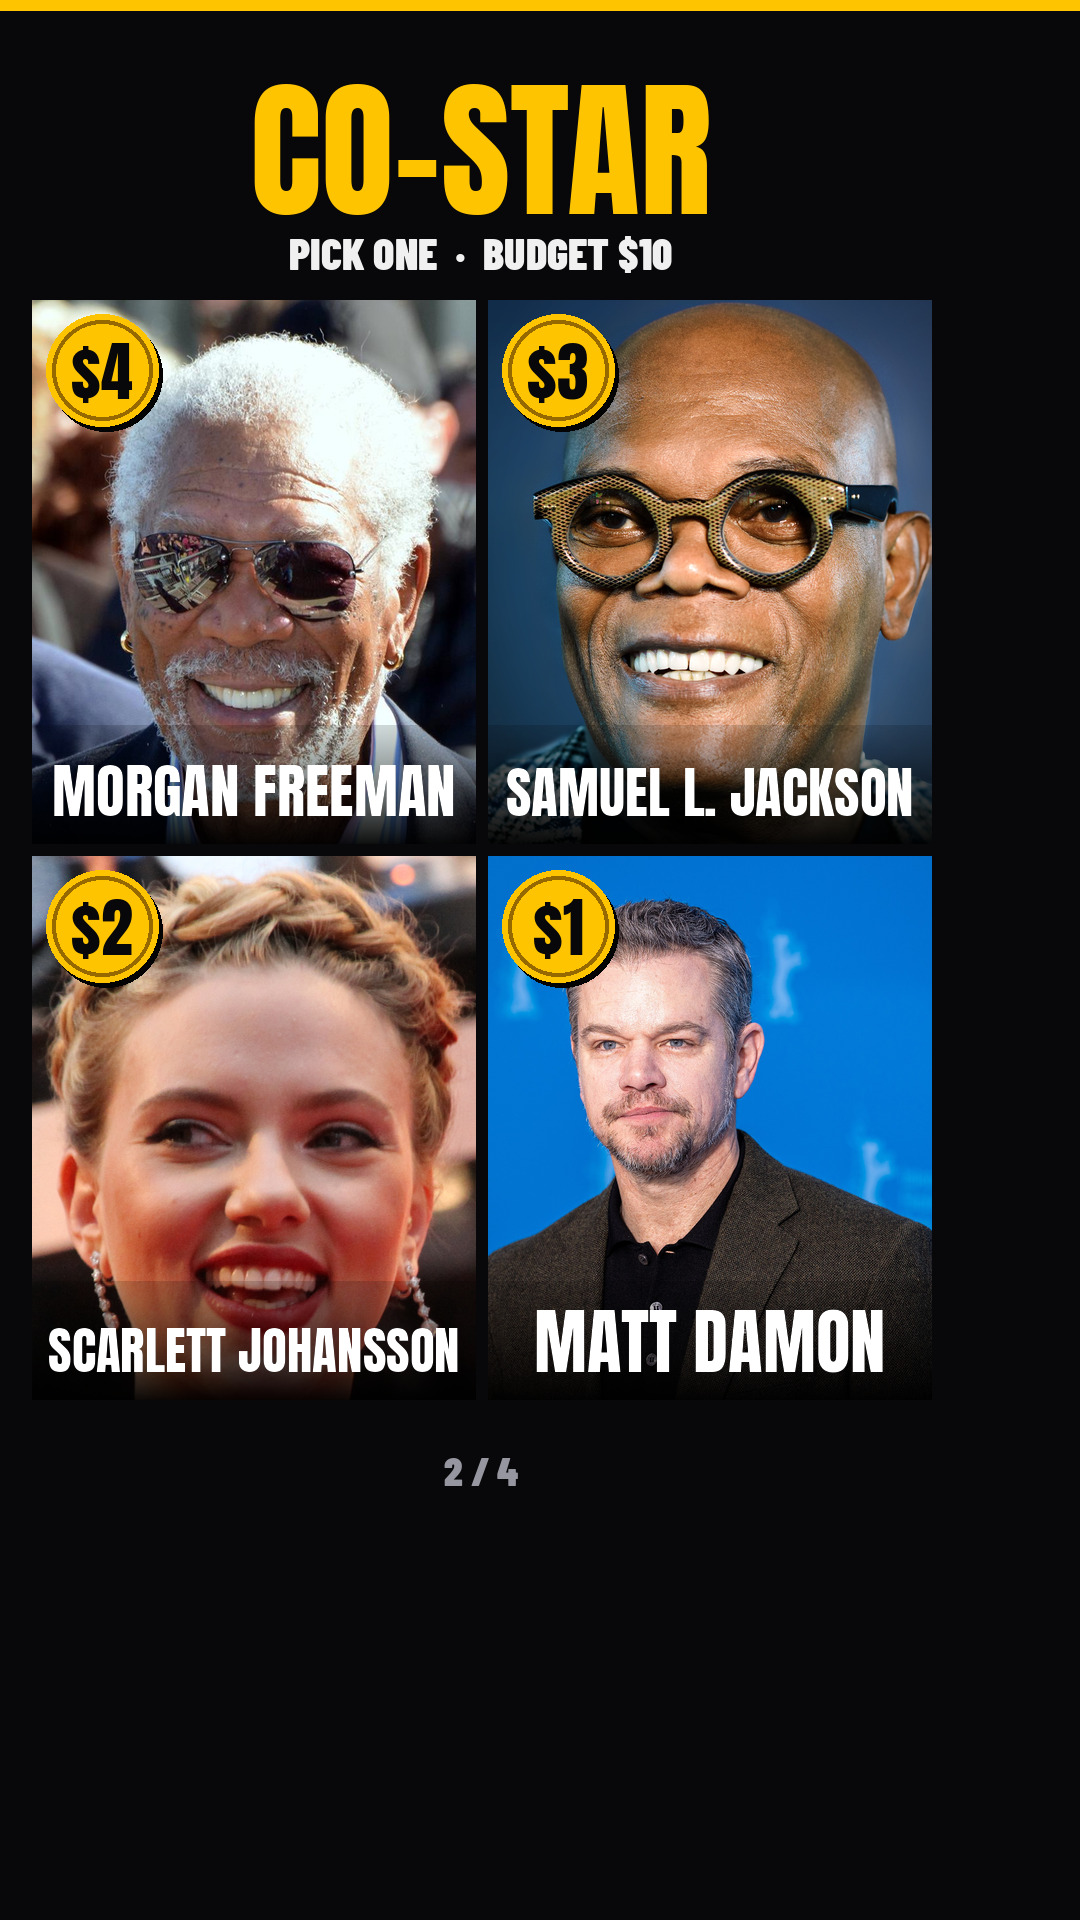 CO-STAR
PICK ONE · BUDGET $10
$4
$3
MORGAN FREEMAN
SAMUEL L. JACKSON
$2
$1
SCARLETT JOHANSSON
MATT DAMON
2 / 4